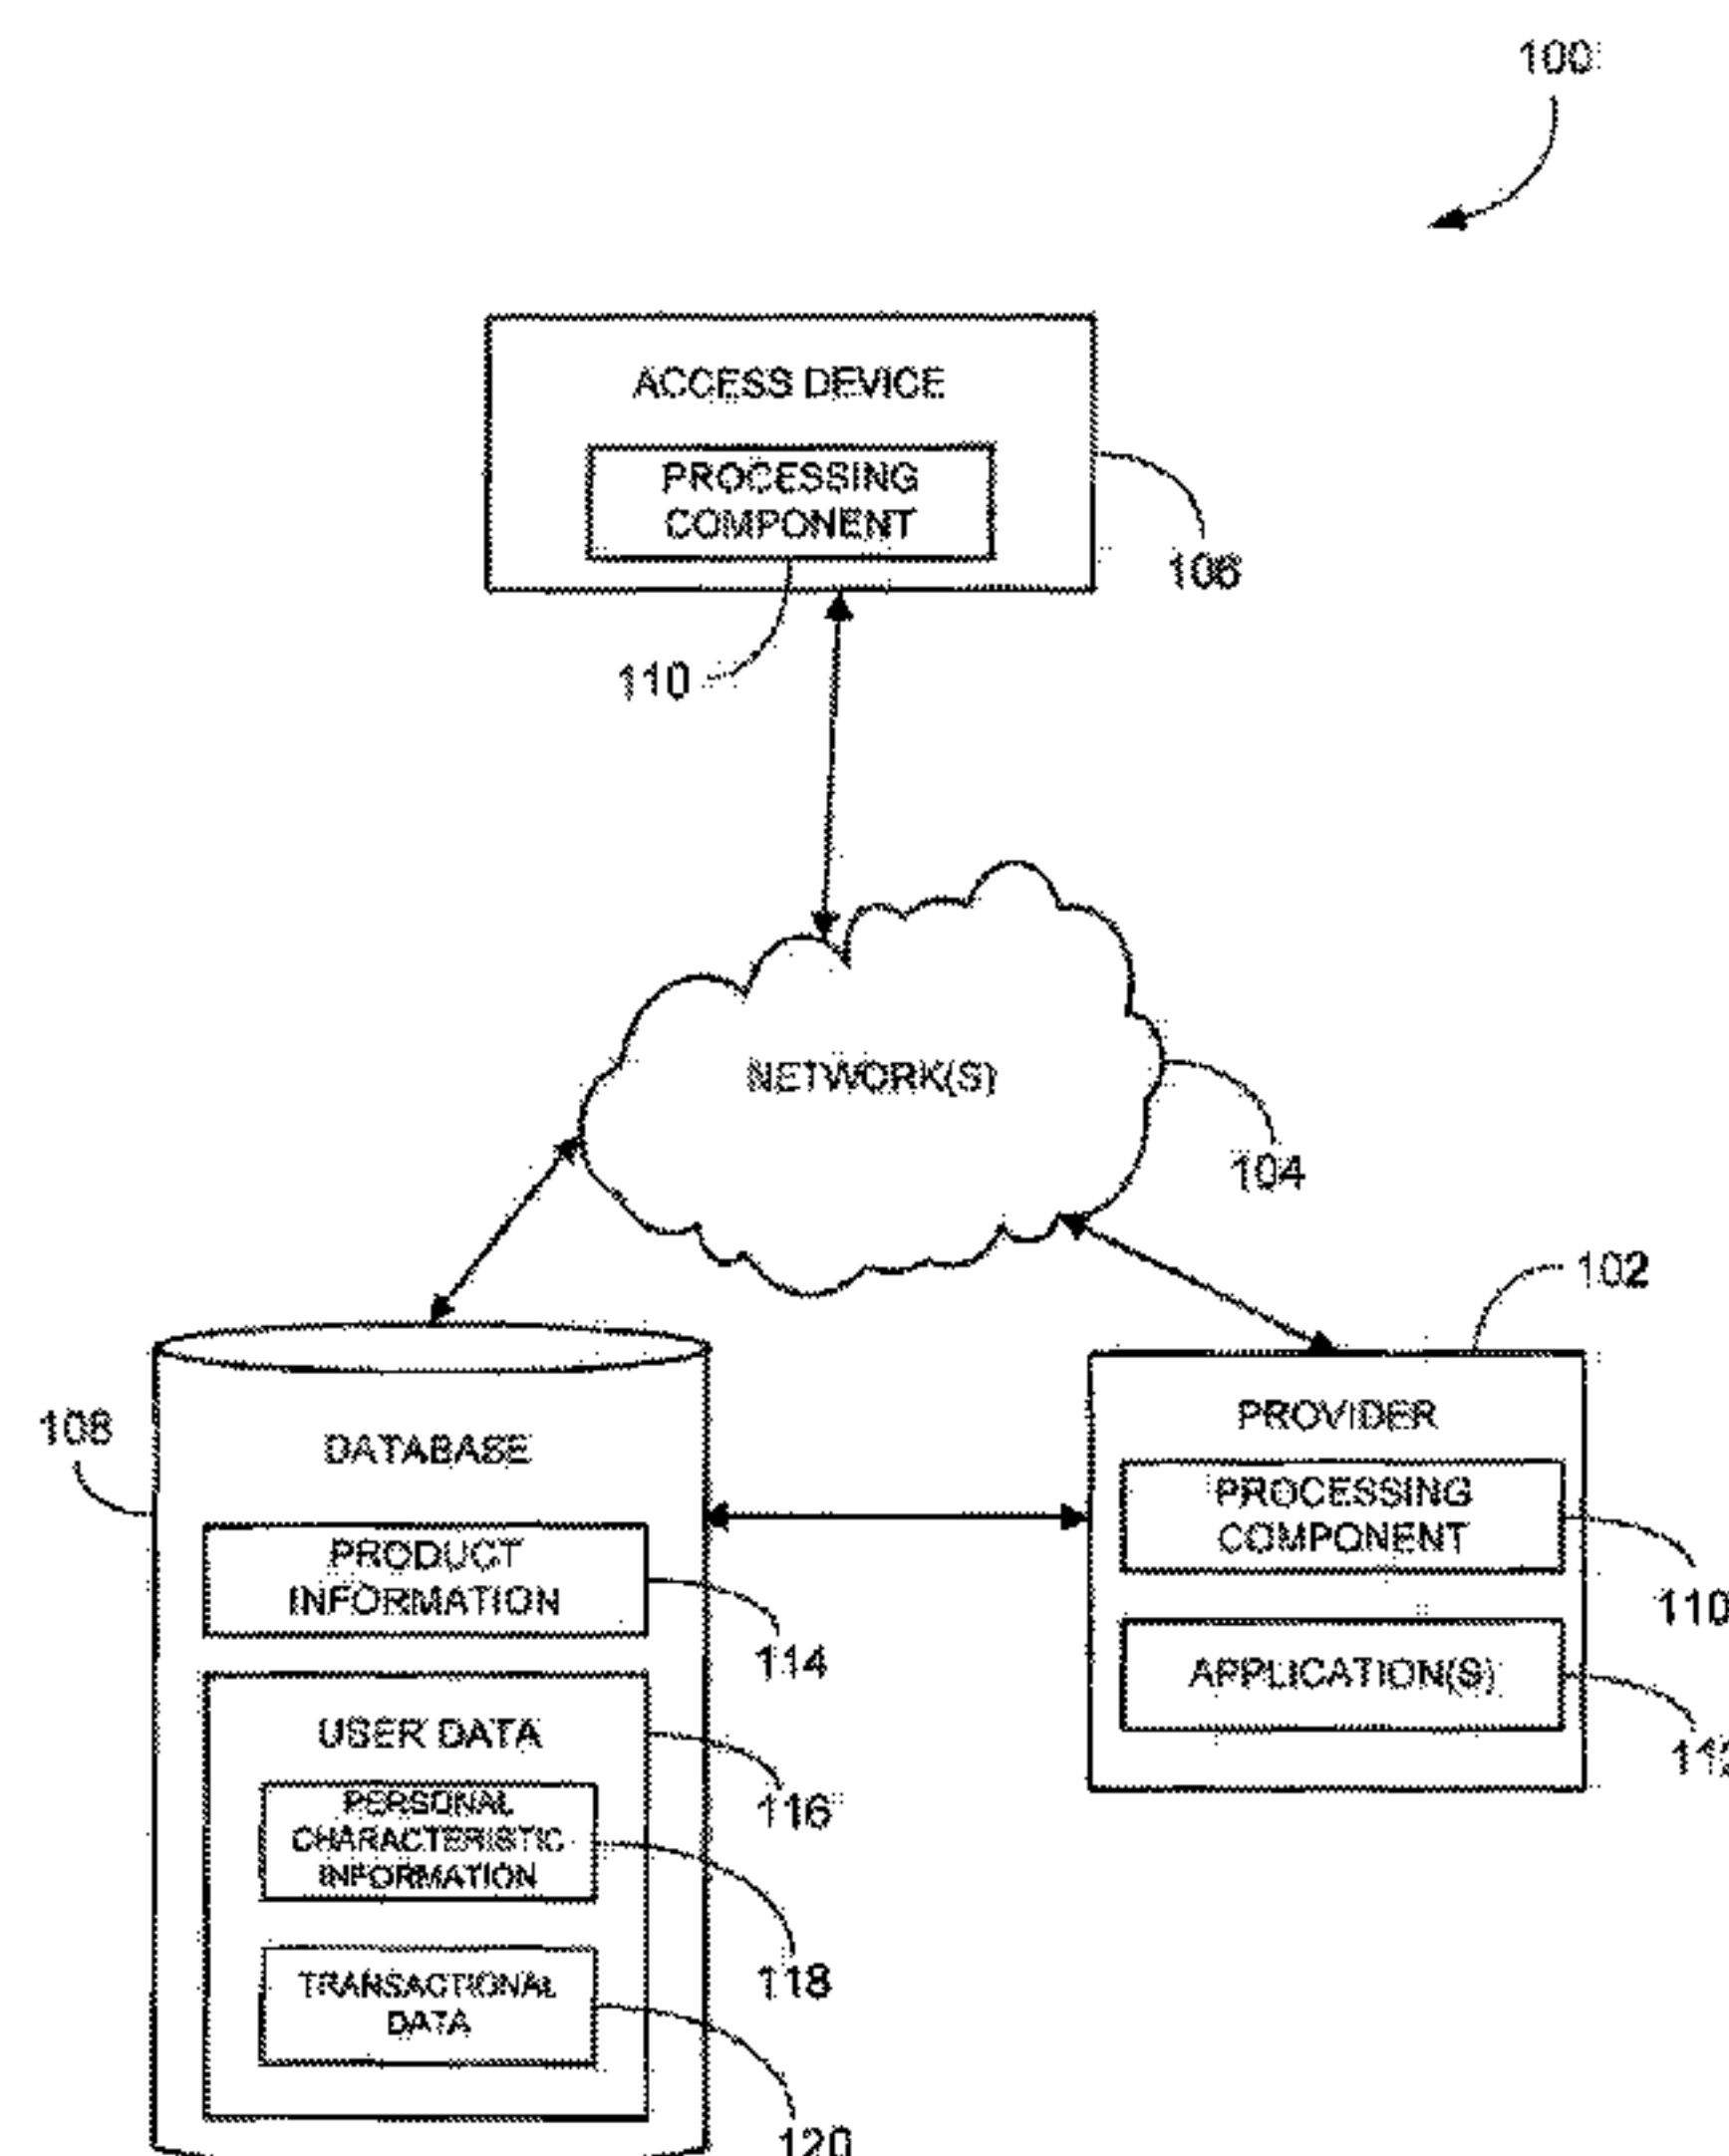 100
ACCESS DEVICE
PROCESSING
COMPONENT
106
110
NETWORK(S)
104
102
108
DATABASE
PROVIDER
PRODUCT
INFORMATION
PROCESSING
COMPONENT
110
114
APPLICATION(S)
USER DATA
116
PERSONAL
CHARACTERISTIC
INFORMATION
118
TRANSACTIONAL
DATA
120